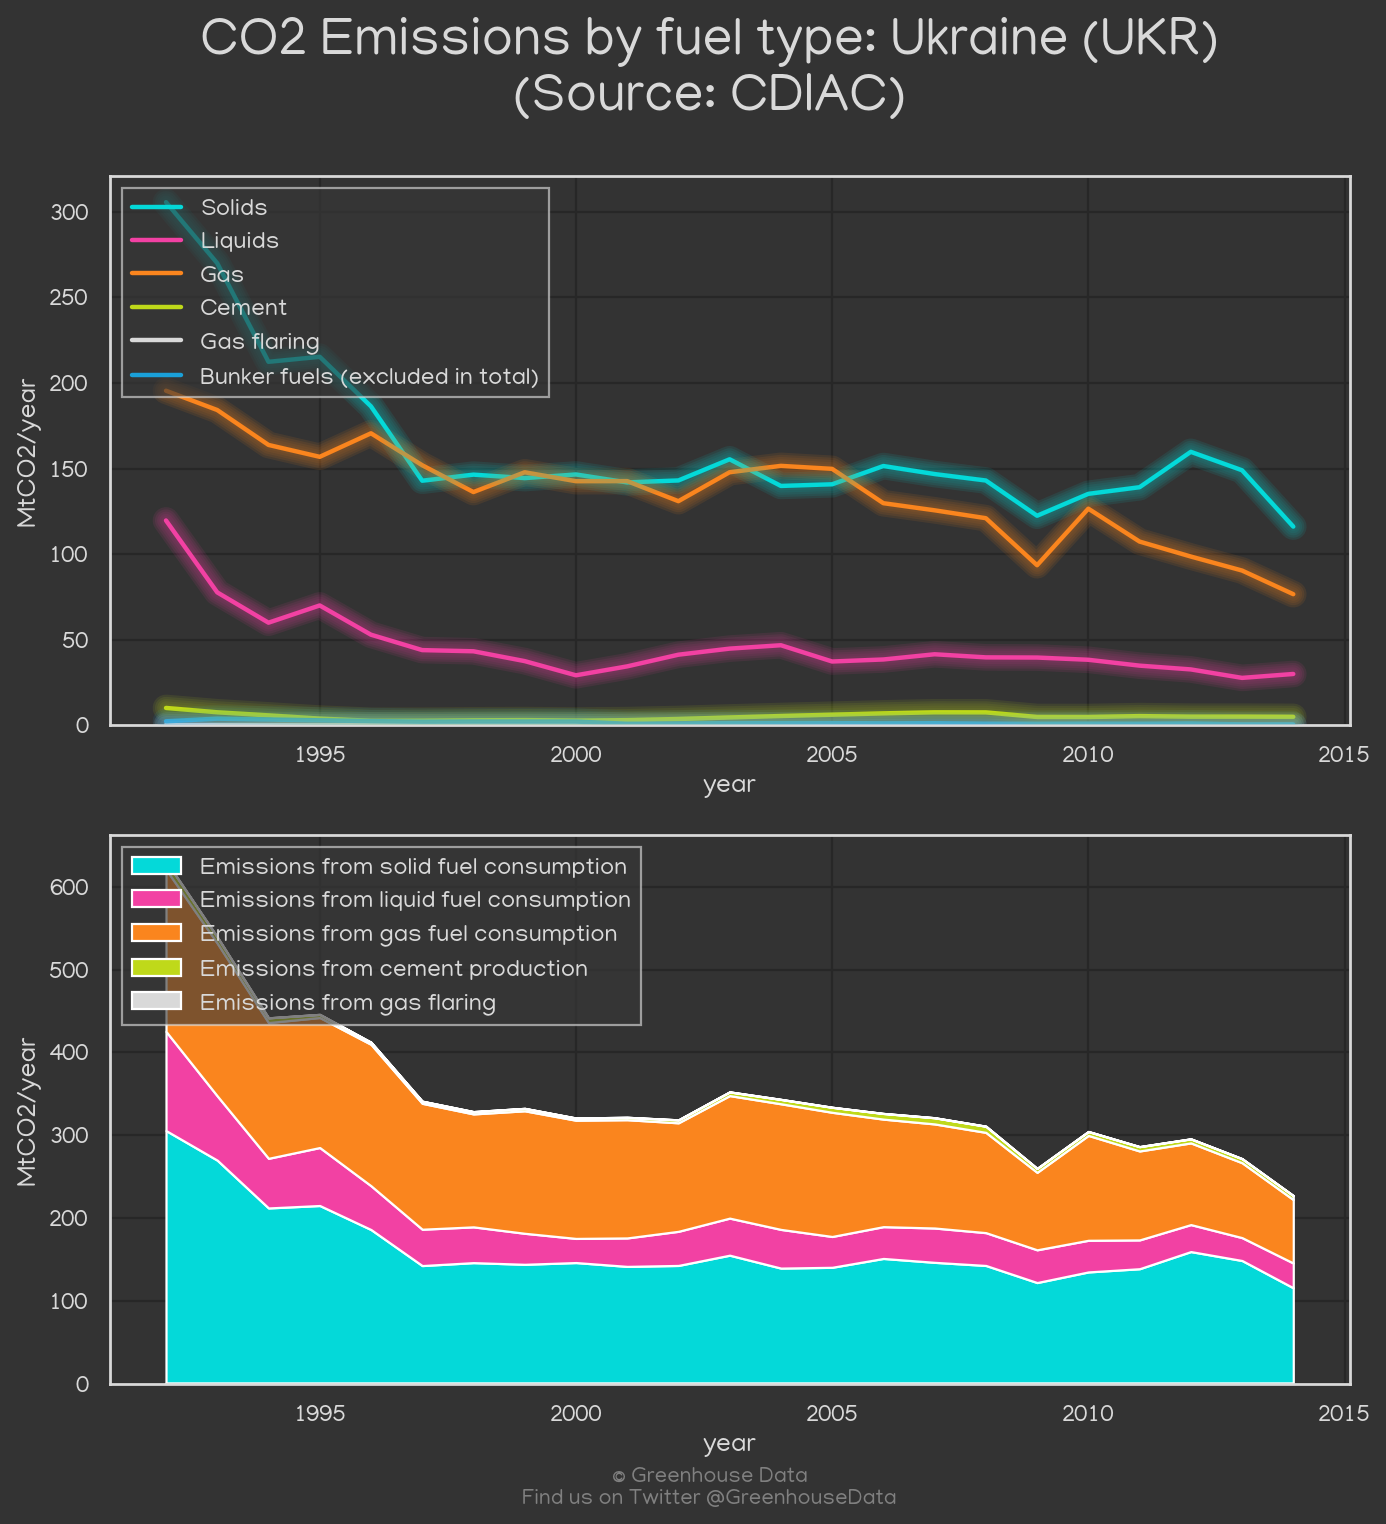 CO2 Emissions by fuel type: Ukraine (UKR)
(Source: CDIAC)
Solids
Liquids
Gas
Cement
Gas flaring
Bunker fuels (excluded in total)
MtCO2/year
300
250
200
150
100
50
0
1995 2000 2005 2010 2015
year
Emissions from solid fuel consumption
Emissions from liquid fuel consumption
Emissions from gas fuel consumption
Emissions from cement production
Emissions from gas flaring
MtCO2/year
600
500
400
300
200
100
0
1995 2000 2005 2010 2015
year
© Greenhouse Data
Find us on Twitter @GreenhouseData